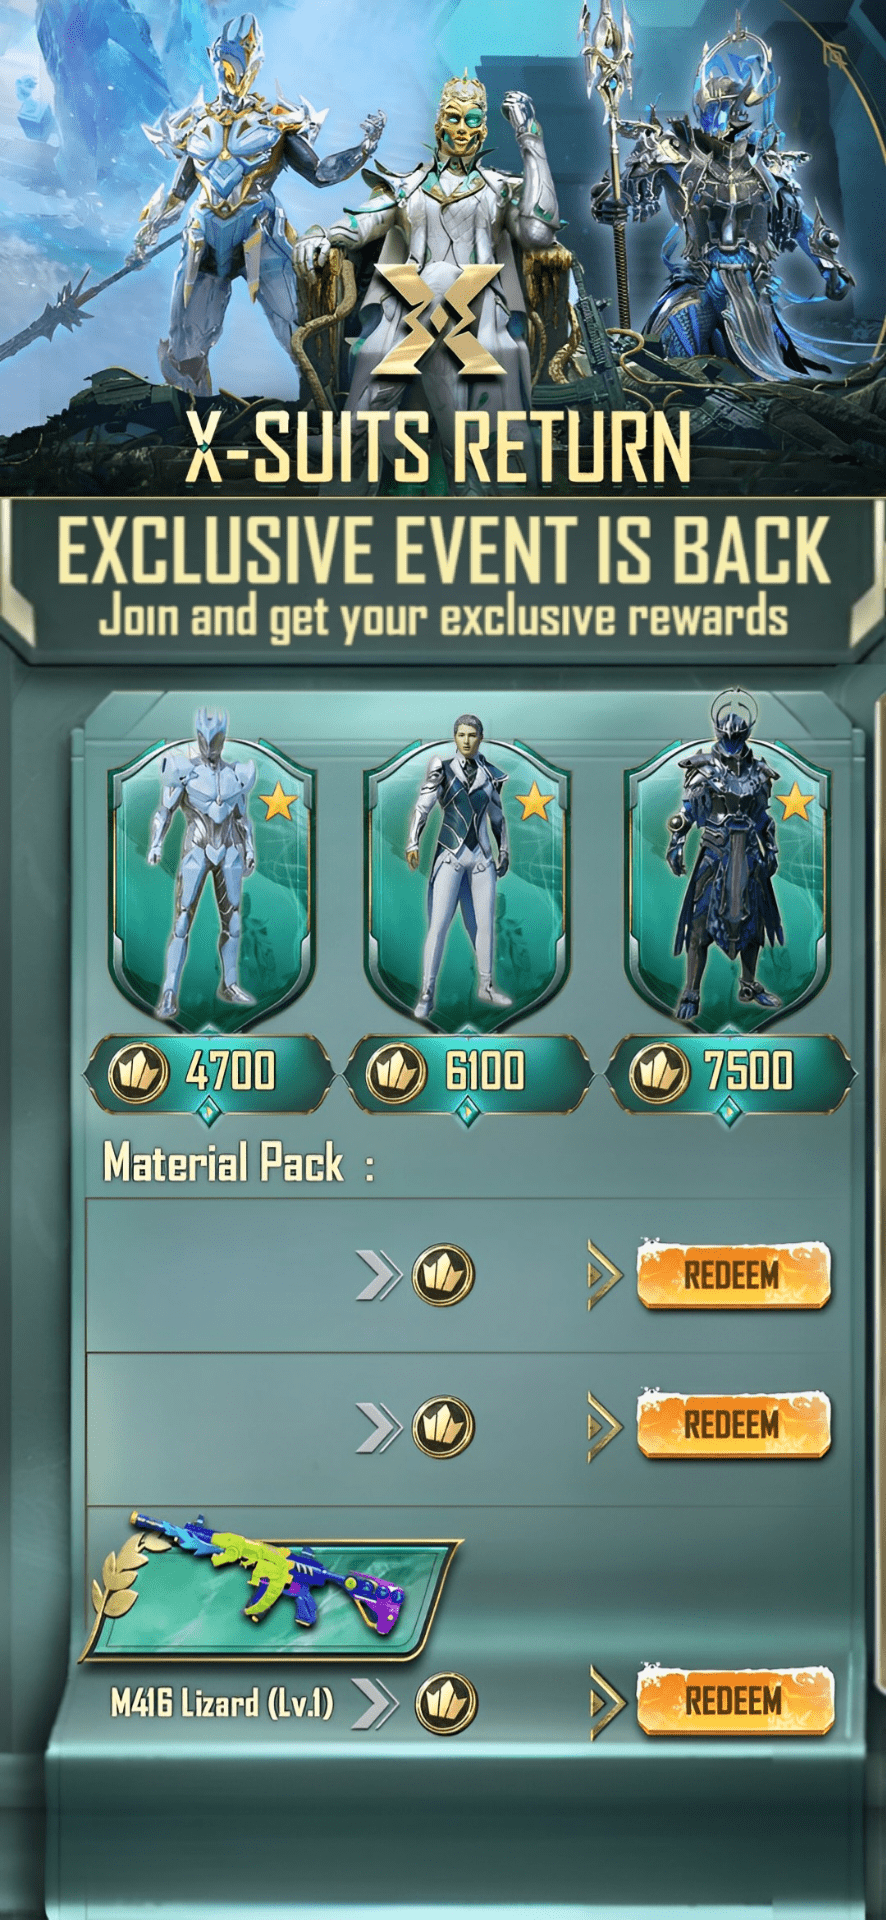 X-SUITS RETURN
EXCLUSIVE EVENT IS BACK
Join and get your exclusive rewards
4700
6100
7500
Material Pack :
REDEEM
REDEEM
M416 Lizard (Lv.1)
REDEEM